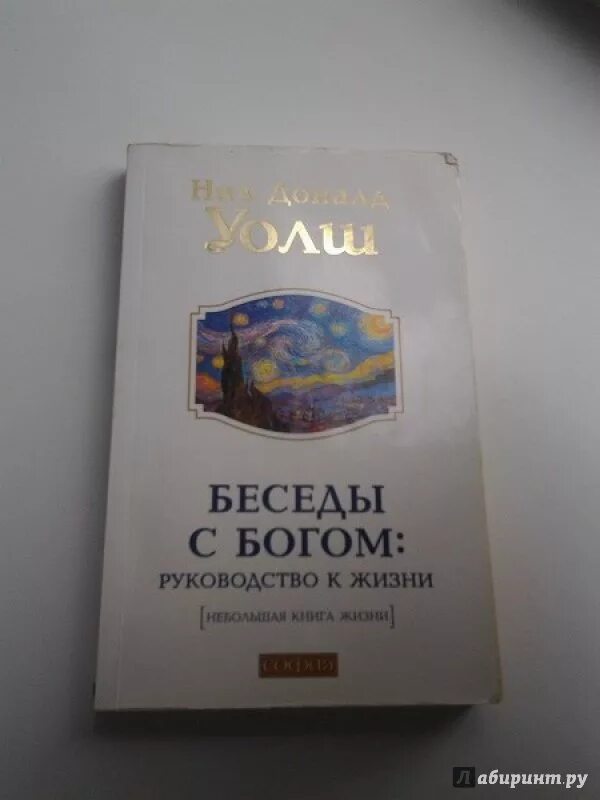 Нил Доналд
Уолш
БЕСЕДЫ
С БОГОМ:
РУКОВОДСТВО К ЖИЗНИ
[НЕБОЛЬШАЯ КНИГА ЖИЗНИ]
СОФИЯ
Лабиринт.ру